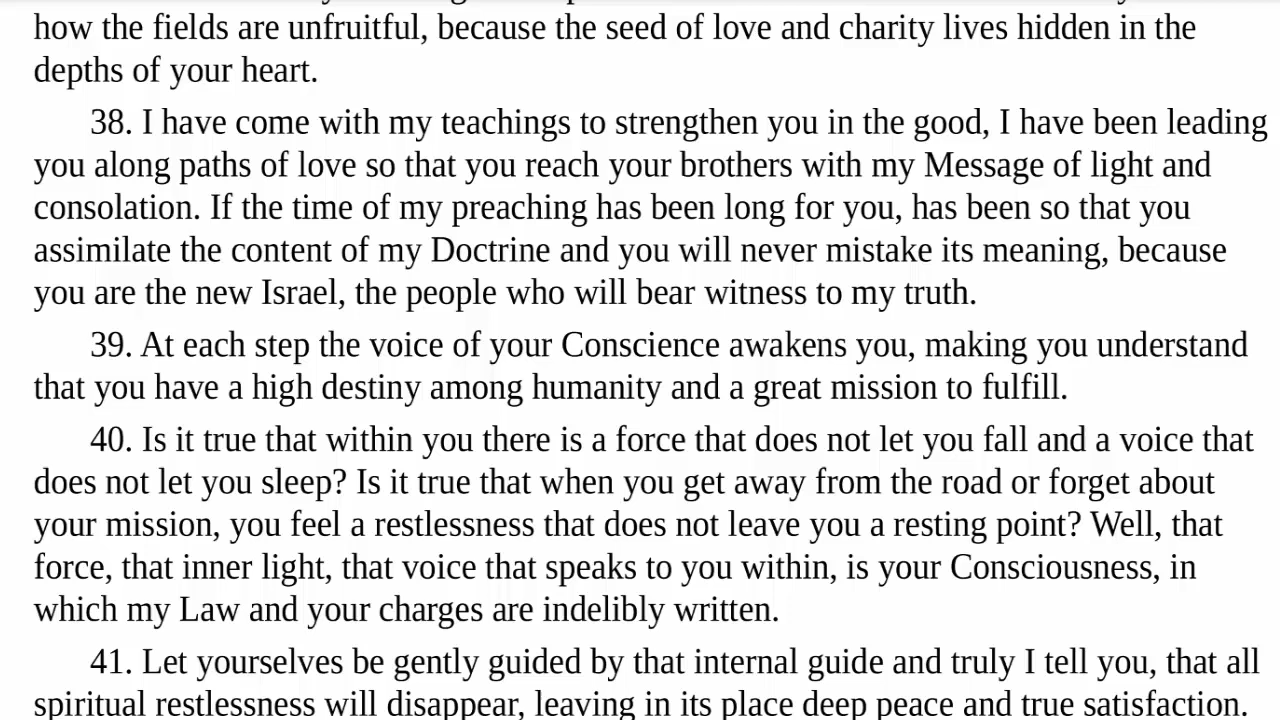 how the fields are unfruitful, because the seed of love and charity lives hidden in the
depths of your heart.
38. I have come with my teachings to strengthen you in the good, I have been leading
you along paths of love so that you reach your brothers with my Message of light and
consolation. If the time of my preaching has been long for you, has been so that you
assimilate the content of my Doctrine and you will never mistake its meaning, because
you are the new Israel, the people who will bear witness to my truth.
39. At each step the voice of your Conscience awakens you, making you understand
that you have a high destiny among humanity and a great mission to fulfill.
40. Is it true that within you there is a force that does not let you fall and a voice that
does not let you sleep? Is it true that when you get away from the road or forget about
your mission, you feel a restlessness that does not leave you a resting point? Well, that
force, that inner light, that voice that speaks to you within, is your Consciousness, in
which my Law and your charges are indelibly written.
41. Let yourselves be gently guided by that internal guide and truly I tell you, that all
spiritual restlessness will disappear, leaving in its place deep peace and true satisfaction.